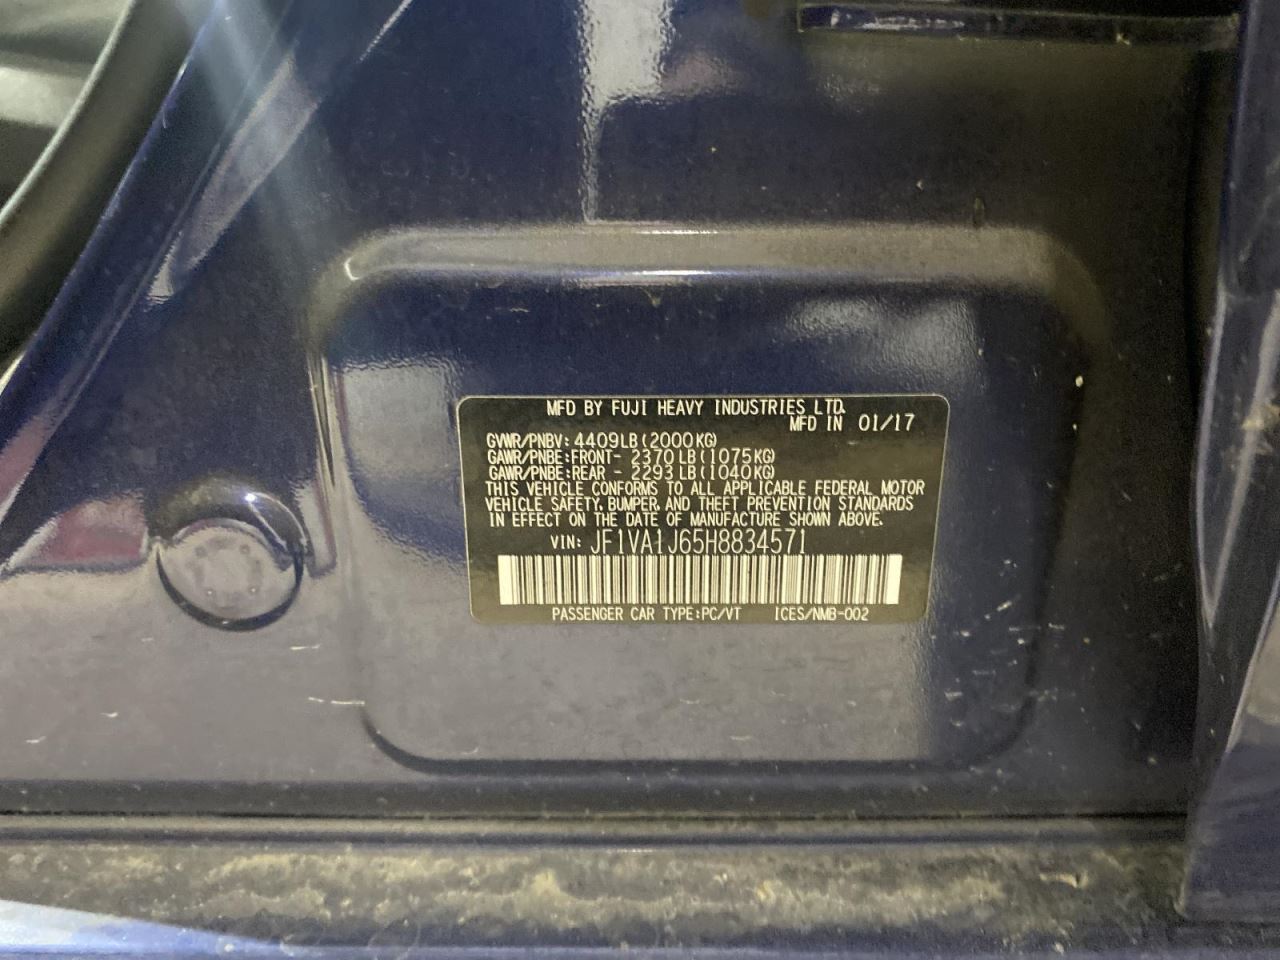 MFD BY FUJI HEAVY INDUSTRIES LTD.
MFD IN 01/17
GVWR/PNBV: 4409LB (2000KG)
GAWR/PNBE: FRONT- 2370LB (1075KG)
GAWR/PNBE: REAR - 2293LB (1040KG)
THIS VEHICLE CONFORMS TO ALL APPLICABLE FEDERAL MOTOR
VEHICLE SAFETY, BUMPER, AND THEFT PREVENTION STANDARDS
IN EFFECT ON THE DATE OF MANUFACTURE SHOWN ABOVE.
VIN: JF1VA1J65H8834571
PASSENGER CAR TYPE:PC/VT ICES/NMB-002